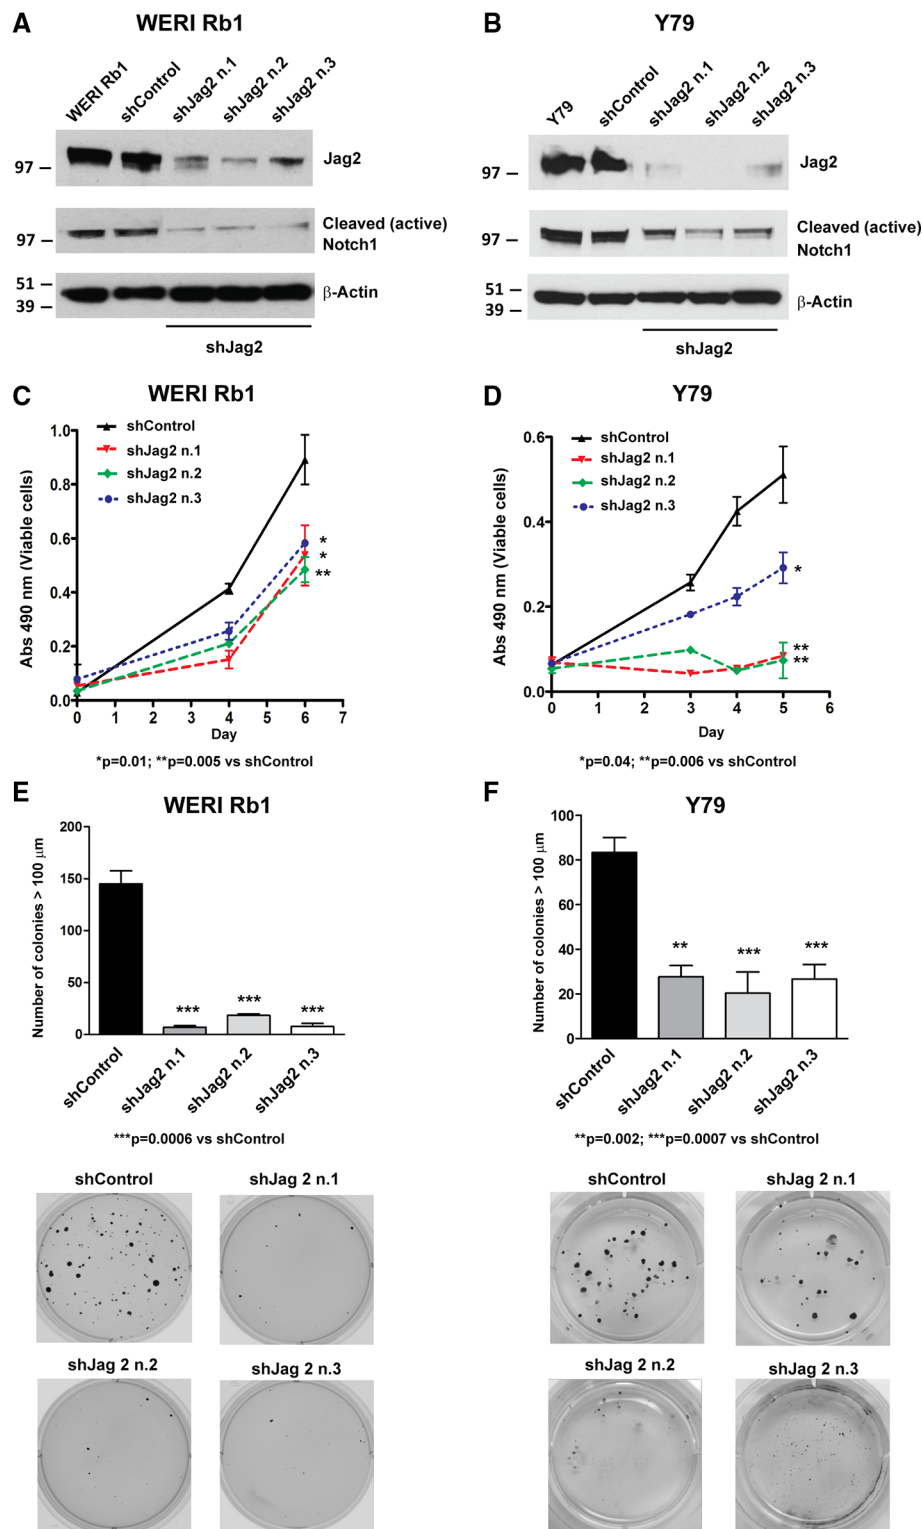 A WERI Rb1
WERI Rb1 shControl shJag2 n.1 shJag2 n.2 shJag2 n.3
97 – Jag2
97 – Cleaved (active)
Notch1
51 –
39 – β-Actin
shJag2
B Y79
Y79 shControl shJag2 n.1 shJag2 n.2 shJag2 n.3
97 – Jag2
97 – Cleaved (active)
Notch1
51 –
39 – β-Actin
shJag2
C WERI Rb1
shControl
shJag2 n.1
shJag2 n.2
shJag2 n.3
Abs 490 nm (Viable cells)
1.0
0.8
0.6
0.4
0.2
0.0
*
*
**
0 1 2 3 4 5 6 7
Day
*p=0.01; **p=0.005 vs shControl
D Y79
shControl
shJag2 n.1
shJag2 n.2
shJag2 n.3
Abs 490 nm (Viable cells)
0.6
0.4
0.2
0.0
*
**
**
0 1 2 3 4 5 6
Day
*p=0.04; **p=0.006 vs shControl
E WERI Rb1
Number of colonies > 100 μm
200
150
100
50
0
*** *** ***
shControl shJag2 n.1 shJag2 n.2 shJag2 n.3
***p=0.0006 vs shControl
shControl shJag 2 n.1
shJag 2 n.2 shJag 2 n.3
F Y79
Number of colonies > 100 μm
100
80
60
40
20
0
** *** ***
shControl shJag2 n.1 shJag2 n.2 shJag2 n.3
**p=0.002; ***p=0.0007 vs shControl
shControl shJag 2 n.1
shJag 2 n.2 shJag 2 n.3